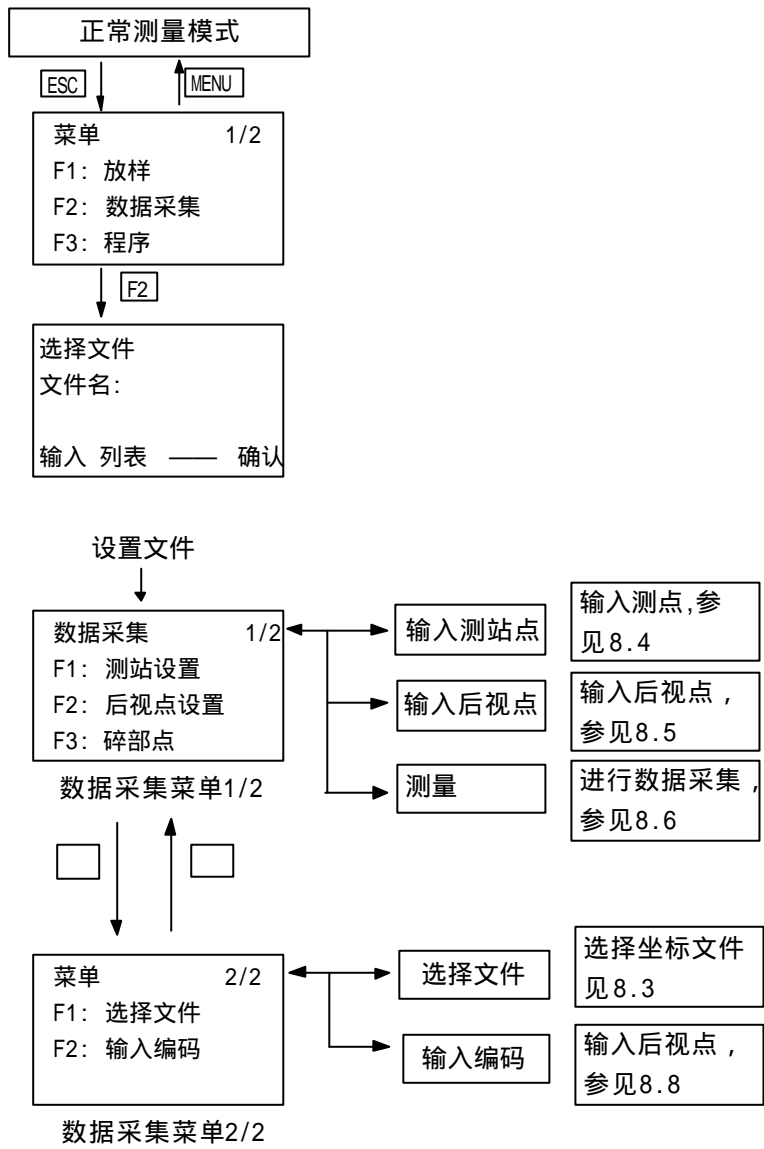 正常测量模式
ESC MENU
菜单 1/2
F1: 放样
F2: 数据采集
F3: 程序
F2
选择文件
文件名:
输入 列表 —— 确认
设置文件
数据采集 1/2
F1: 测站设置
F2: 后视点设置
F3: 碎部点
数据采集菜单1/2
输入测站点
输入测点,参
见8.4
输入后视点
输入后视点,
参见8.5
测量
进行数据采集,
参见8.6
菜单 2/2
F1: 选择文件
F2: 输入编码
数据采集菜单2/2
选择文件
选择坐标文件
见8.3
输入编码
输入后视点,
参见8.8